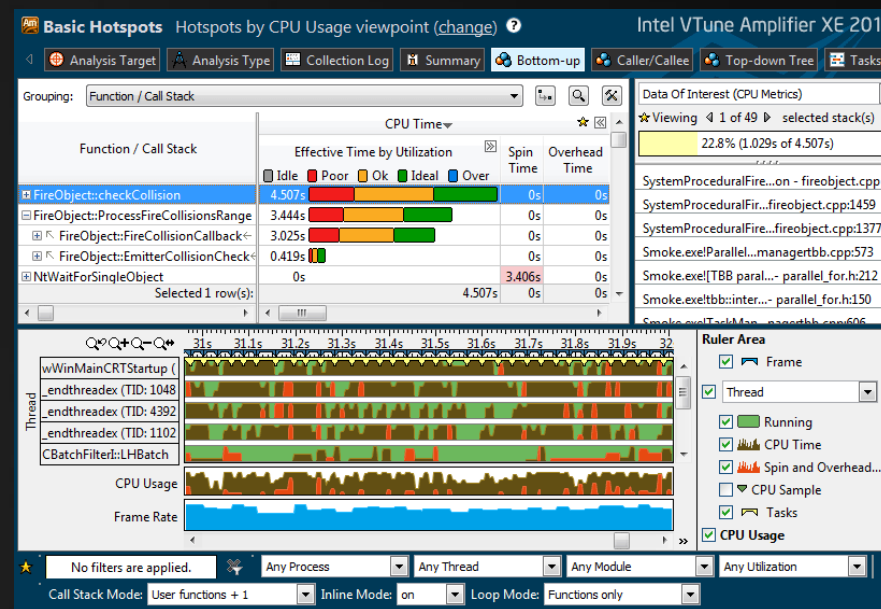 Basic Hotspots Hotspots by CPU Usage viewpoint (change) ? Intel VTune Amplifier XE 201
Analysis Target Analysis Type Collection Log Summary Bottom-up Caller/Callee Top-down Tree Tasks
Grouping: Function / Call Stack
Function / Call Stack
CPU Time
Effective Time by Utilization
Idle Poor Ok Ideal Over
Spin Time
Overhead Time
FireObject::checkCollision 4.507s 0s 0s
FireObject::ProcessFireCollisionsRange 3.444s 0s 0s
FireObject::FireCollisionCallback 3.025s 0s 0s
FireObject::EmitterCollisionCheck 0.419s 0s 0s
NtWaitForSingleObject 0s 3.406s 0s
Selected 1 row(s): 4.507s 0s 0s
Data Of Interest (CPU Metrics)
Viewing 1 of 49 selected stack(s)
22.8% (1.029s of 4.507s)
SystemProceduralFire...on - fireobject.cpp
SystemProceduralFir...fireobject.cpp:1459
SystemProceduralFire...fireobject.cpp:1377
Smoke.exe!Parallel...managertbb.cpp:573
Smoke.exe![TBB paral...- parallel_for.h:212
Smoke.exe!tbb::inter...- parallel_for.h:150
31s 31.1s 31.2s 31.3s 31.4s 31.5s 31.6s 31.7s 31.8s 31.9s 32
Thread
wWinMainCRTStartup (
_endthreadex (TID: 1048
_endthreadex (TID: 4392
_endthreadex (TID: 1102
CBatchFilterI::LHBatch
CPU Usage
Frame Rate
Ruler Area
Frame
Thread
Running
CPU Time
Spin and Overhead...
CPU Sample
Tasks
CPU Usage
No filters are applied. Any Process Any Thread Any Module Any Utilization
Call Stack Mode: User functions + 1 Inline Mode: on Loop Mode: Functions only